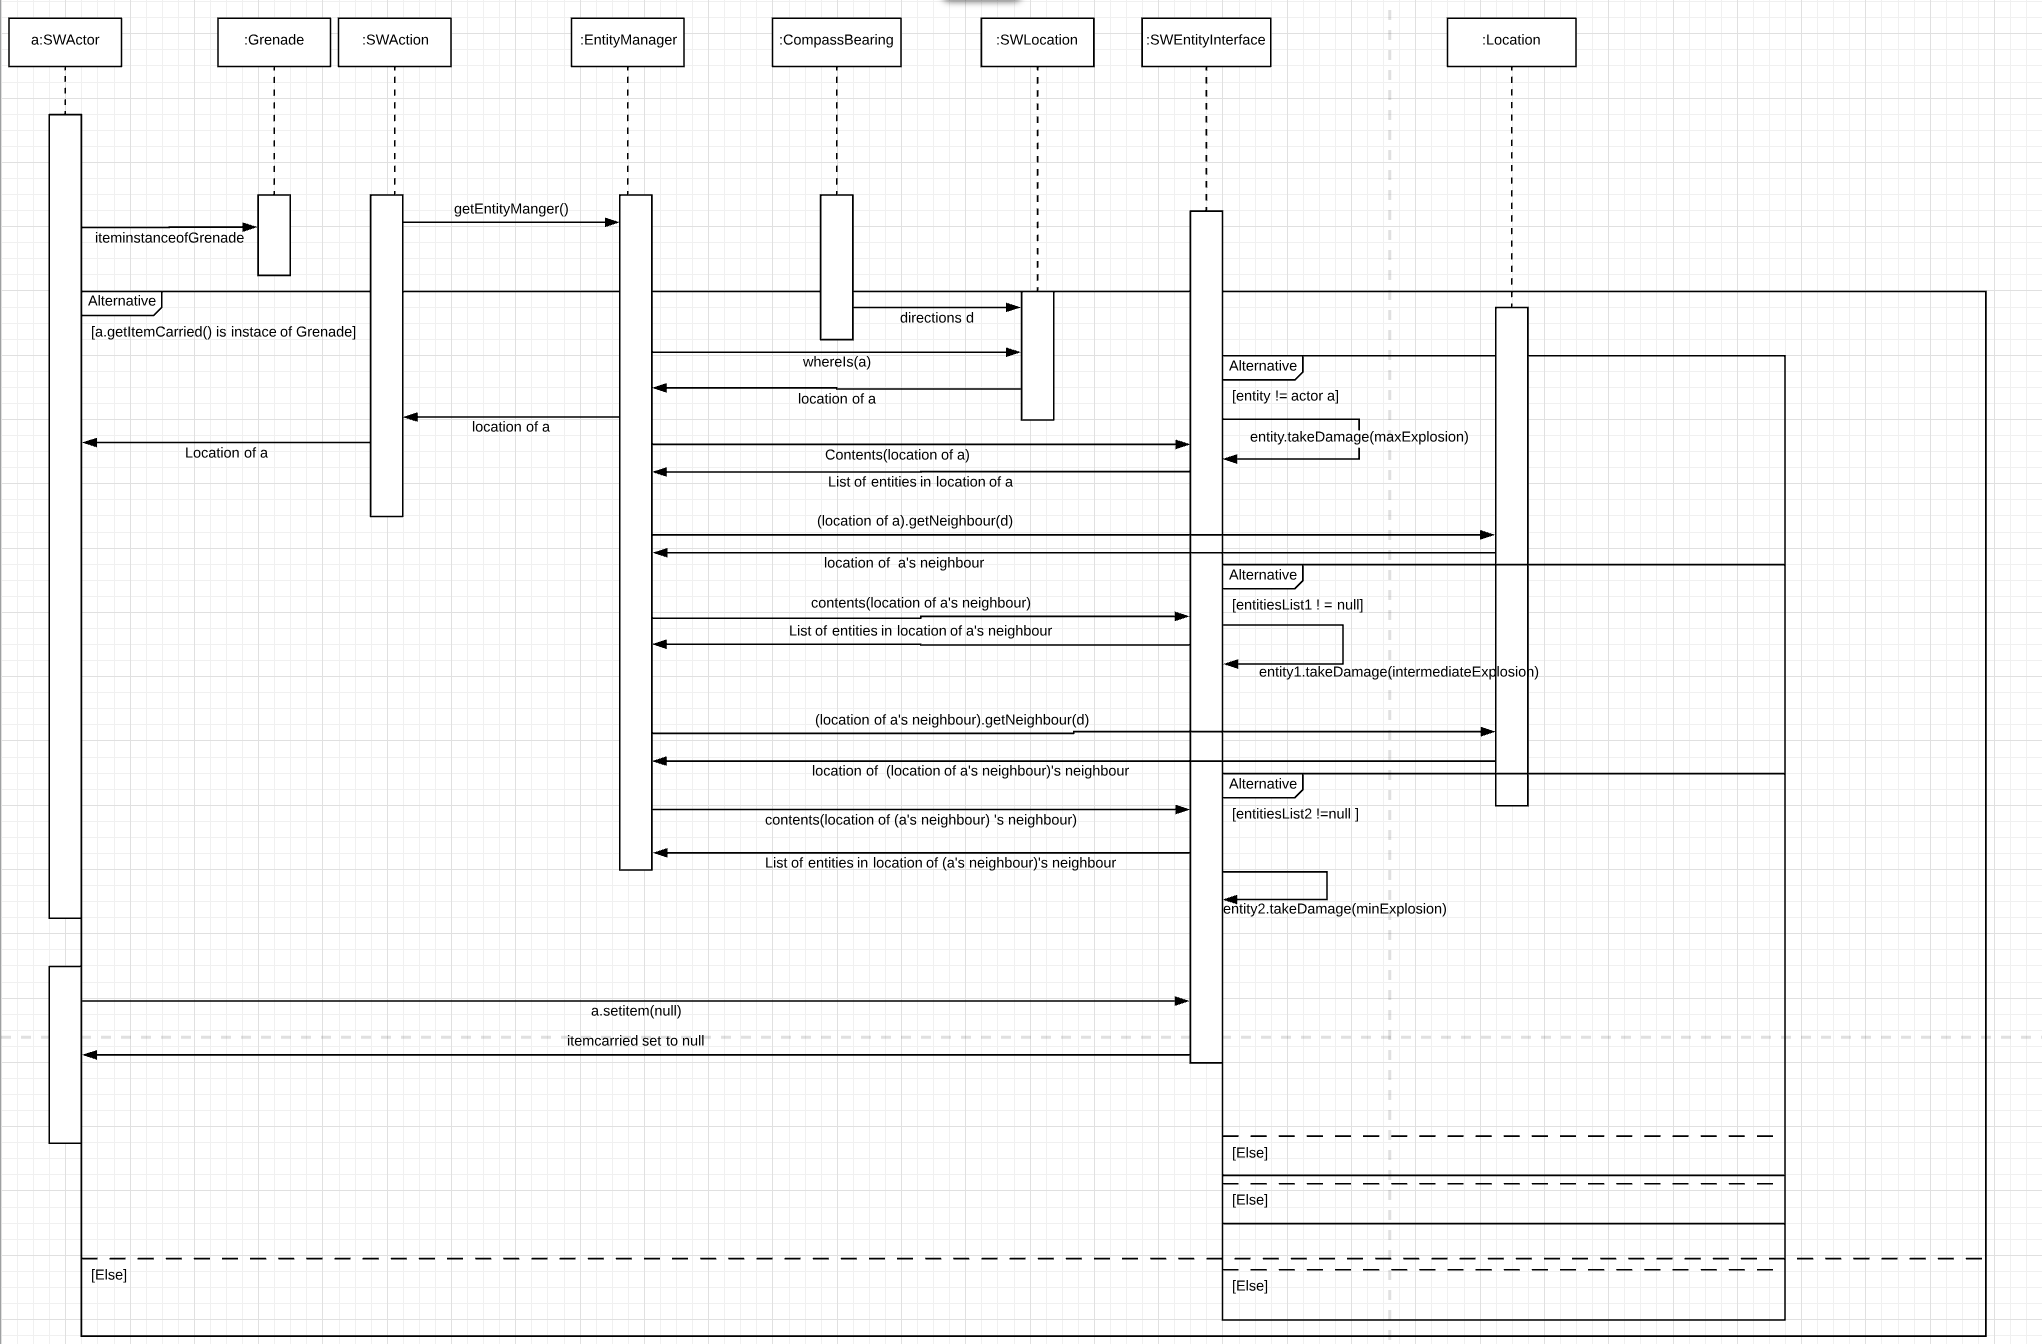 a:SWActor
:Grenade
:SWAction
:EntityManager
:CompassBearing
:SWLocation
:SWEntityInterface
:Location
getEntityManger()
iteminstanceofGrenade
Alternative
[a.getItemCarried() is instace of Grenade]
directions d
whereIs(a)
Alternative
[entity != actor a]
location of a
location of a
entity.takeDamage(maxExplosion)
Location of a
Contents(location of a)
List of entities in location of a
(location of a).getNeighbour(d)
location of  a's neighbour
Alternative
contents(location of a's neighbour)
[entitiesList1 ! = null]
List of entities in location of a's neighbour
entity1.takeDamage(intermediateExplosion)
(location of a's neighbour).getNeighbour(d)
location of  (location of a's neighbour)'s neighbour
Alternative
contents(location of (a's neighbour) 's neighbour)
[entitiesList2 !=null ]
List of entities in location of (a's neighbour)'s neighbour
entity2.takeDamage(minExplosion)
a.setitem(null)
itemcarried set to null
[Else]
[Else]
[Else]
[Else]